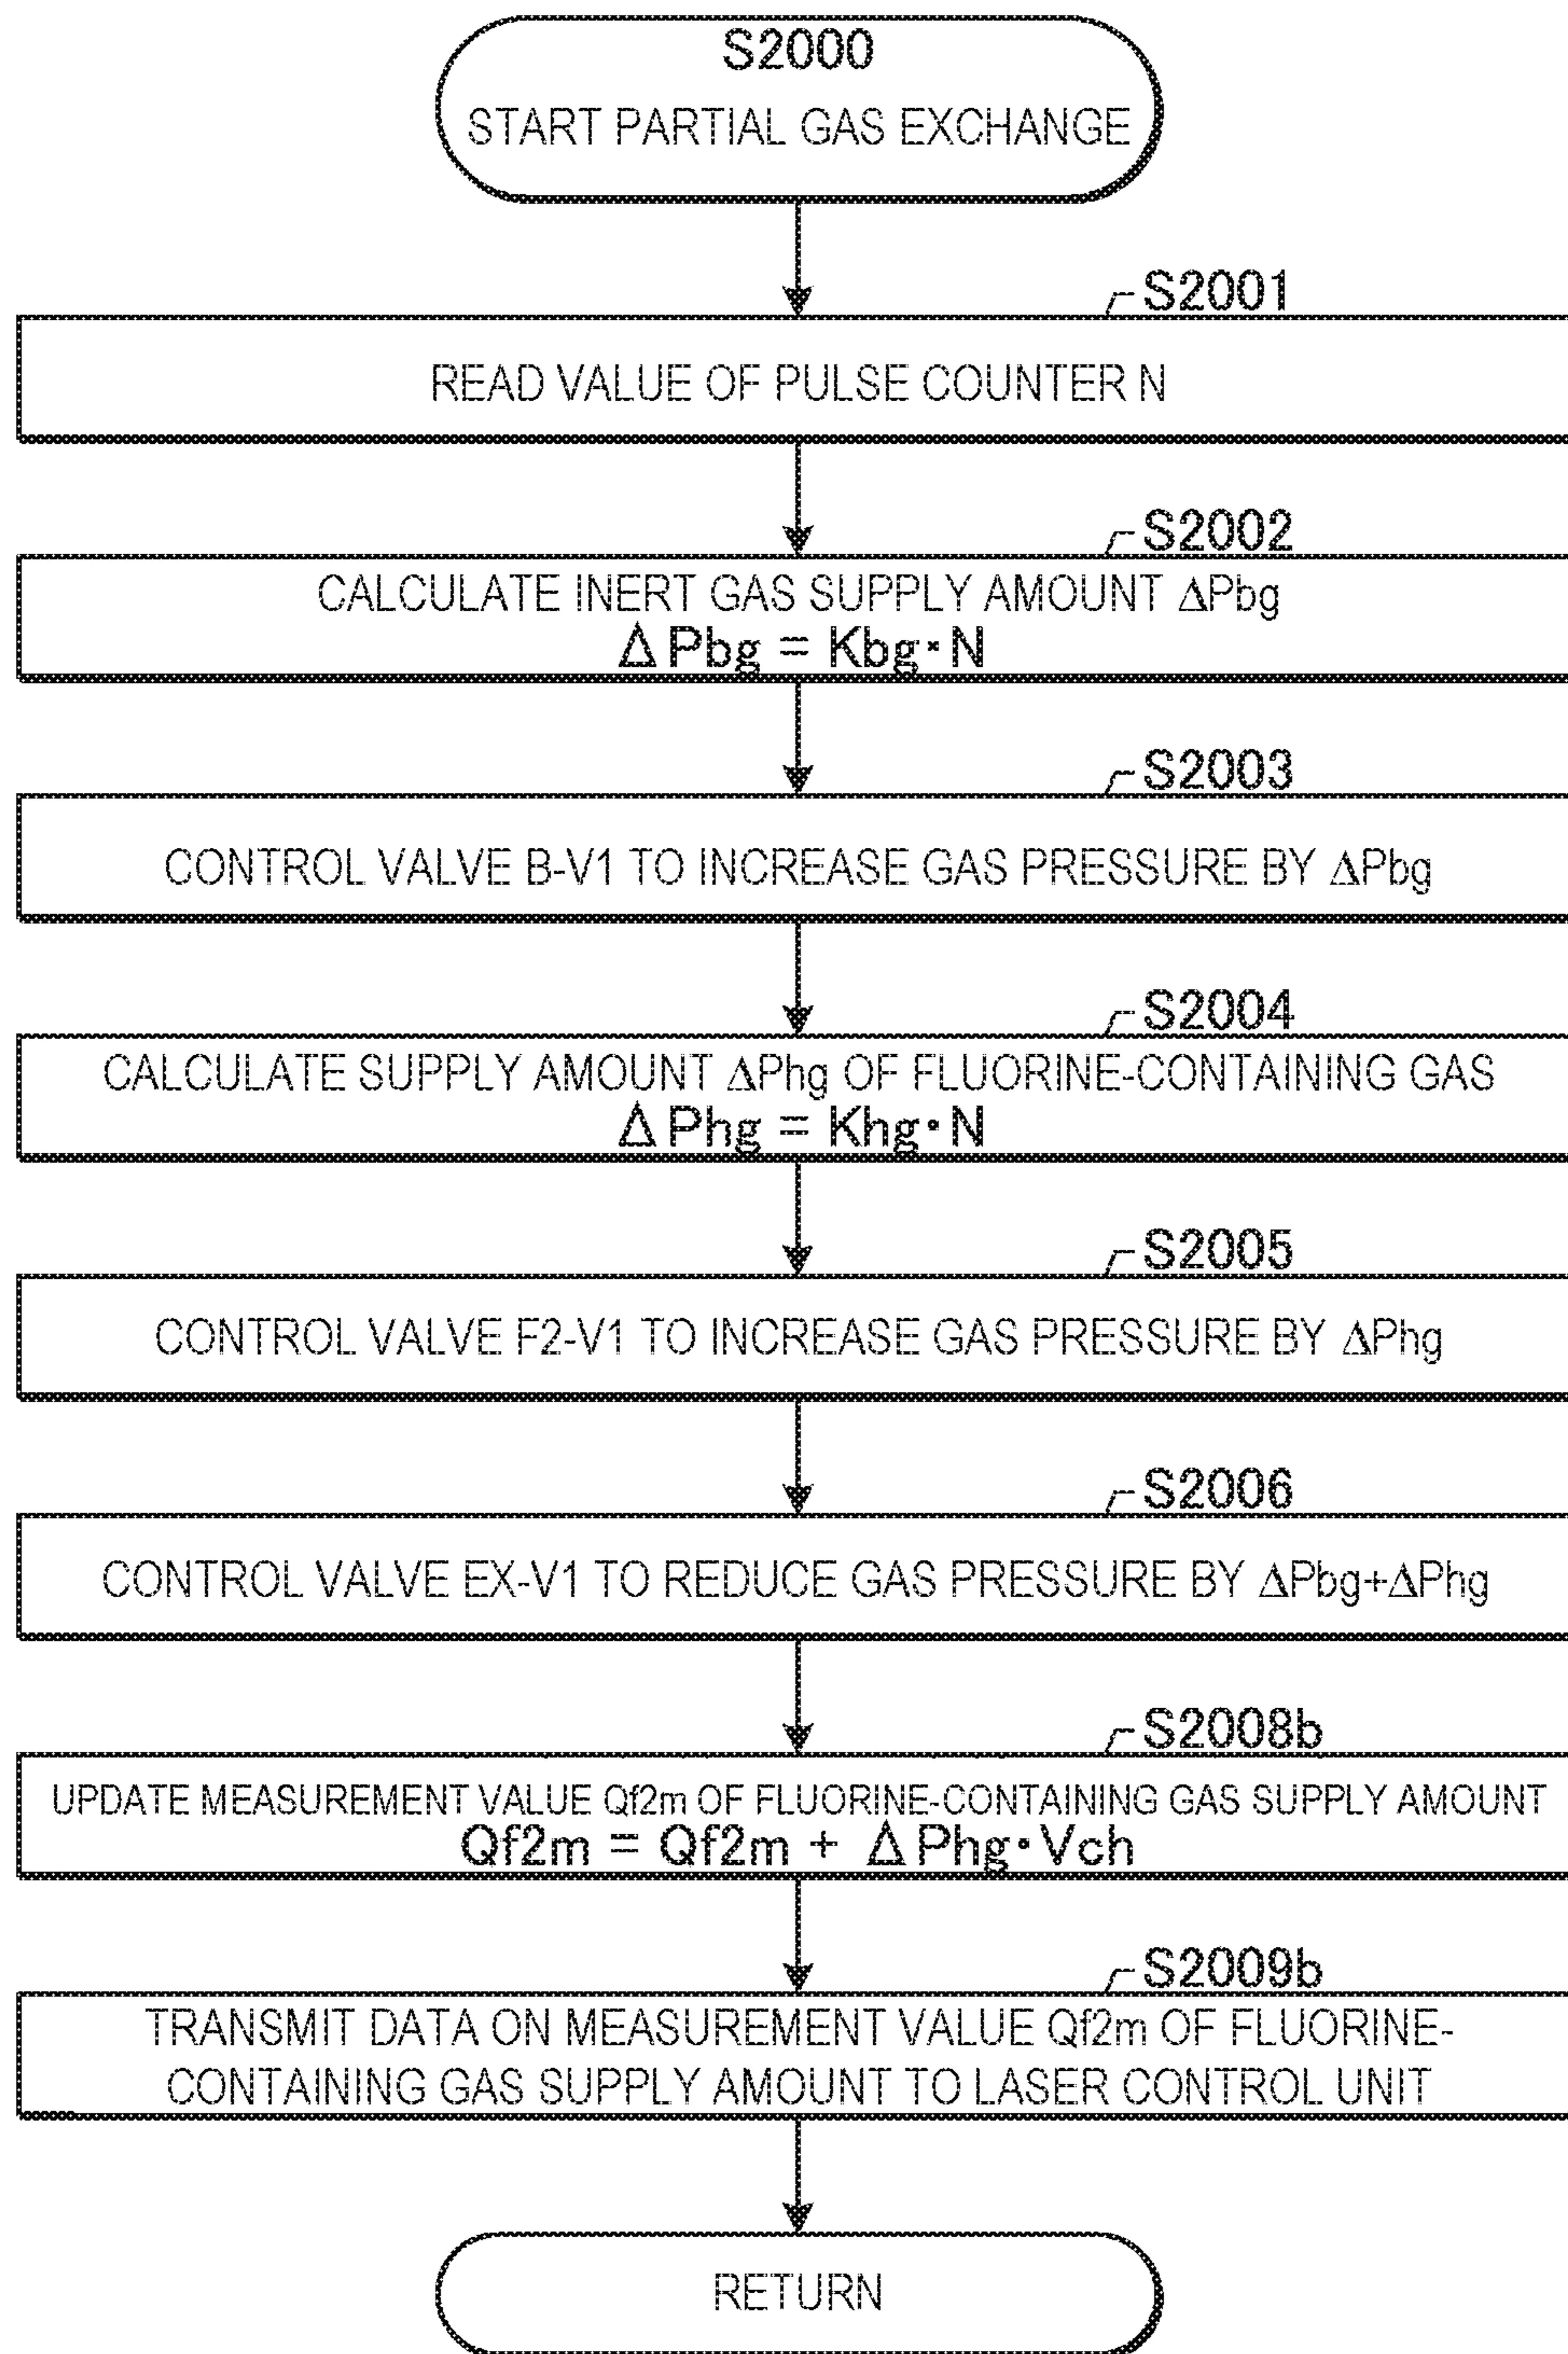 S2000
START PARTIAL GAS EXCHANGE
S2001
READ VALUE OF PULSE COUNTER N
S2002
CALCULATE INERT GAS SUPPLY AMOUNT ΔPbg
ΔPbg = Kbg·N
S2003
CONTROL VALVE B-V1 TO INCREASE GAS PRESSURE BY ΔPbg
S2004
CALCULATE SUPPLY AMOUNT ΔPhg OF FLUORINE-CONTAINING GAS
ΔPhg = Khg·N
S2005
CONTROL VALVE F2-V1 TO INCREASE GAS PRESSURE BY ΔPhg
S2006
CONTROL VALVE EX-V1 TO REDUCE GAS PRESSURE BY ΔPbg+ΔPhg
S2008b
UPDATE MEASUREMENT VALUE Qf2m OF FLUORINE-CONTAINING GAS SUPPLY AMOUNT
Qf2m = Qf2m + ΔPhg·Vch
S2009b
TRANSMIT DATA ON MEASUREMENT VALUE Qf2m OF FLUORINE-
CONTAINING GAS SUPPLY AMOUNT TO LASER CONTROL UNIT
RETURN